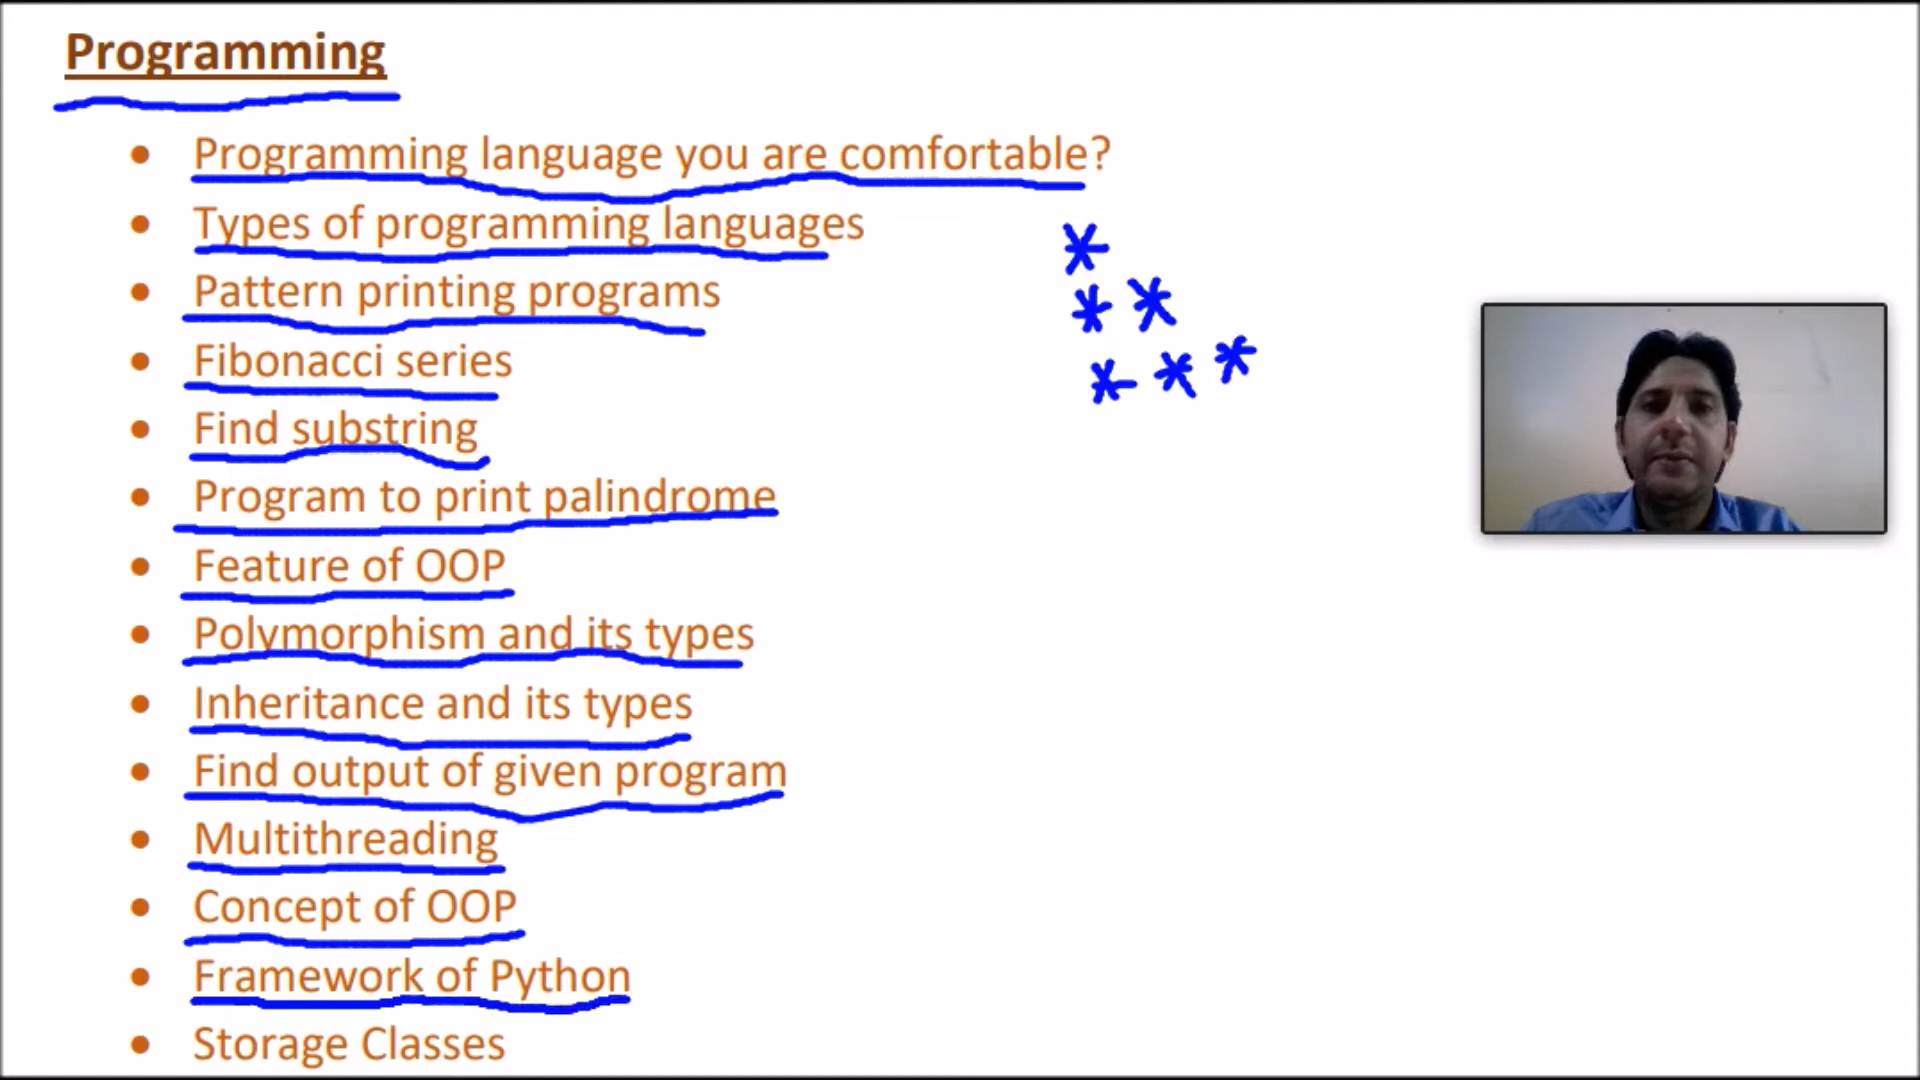 Programming
• Programming language you are comfortable?
• Types of programming languages
*
• Pattern printing programs
* *
• Fibonacci series
* * *
• Find substring
• Program to print palindrome
• Feature of OOP
• Polymorphism and its types
• Inheritance and its types
• Find output of given program
• Multithreading
• Concept of OOP
• Framework of Python
• Storage Classes